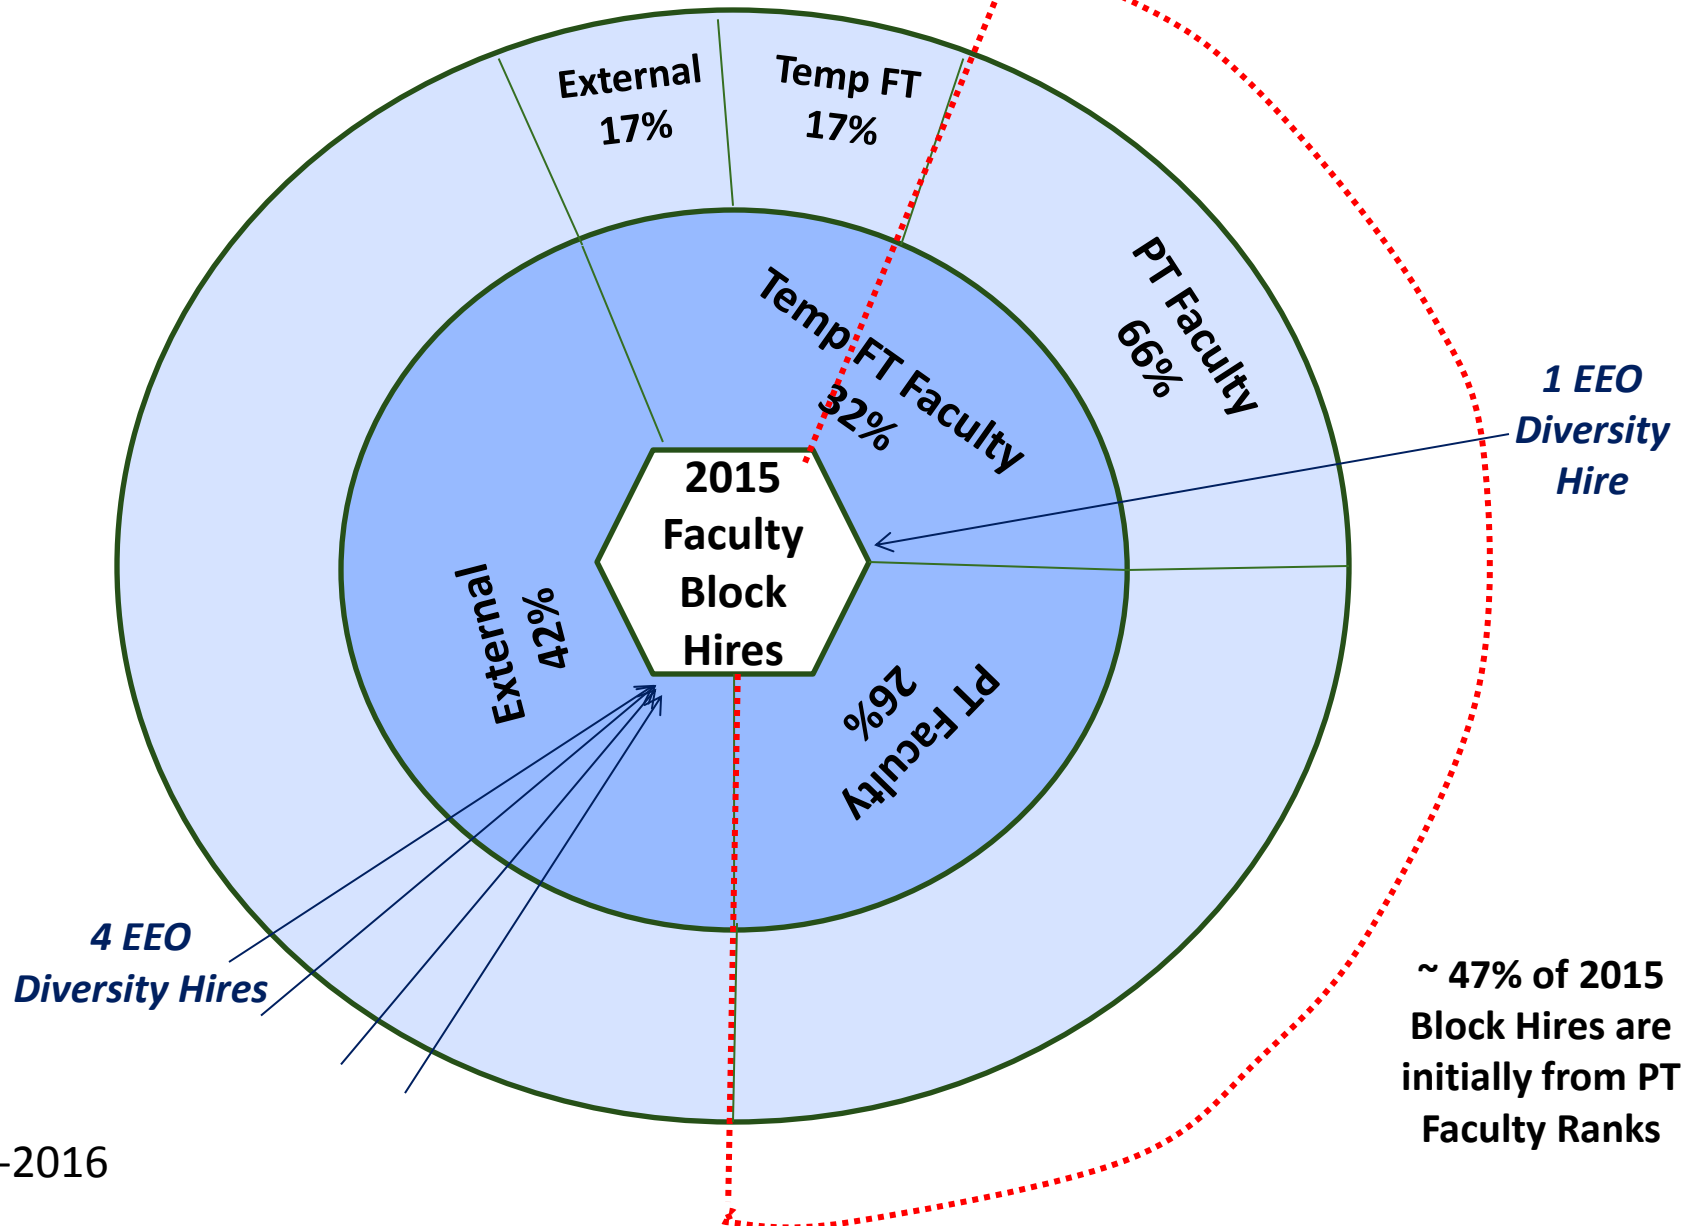 External
17%
Temp FT
17%
PT Faculty
66%
Temp FT Faculty
32%
1 EEO
Diversity
Hire
2015
Faculty
Block
Hires
External
42%
PT Faculty
26%
4 EEO
Diversity Hires
~ 47% of 2015
Block Hires are
initially from PT
Faculty Ranks
-2016